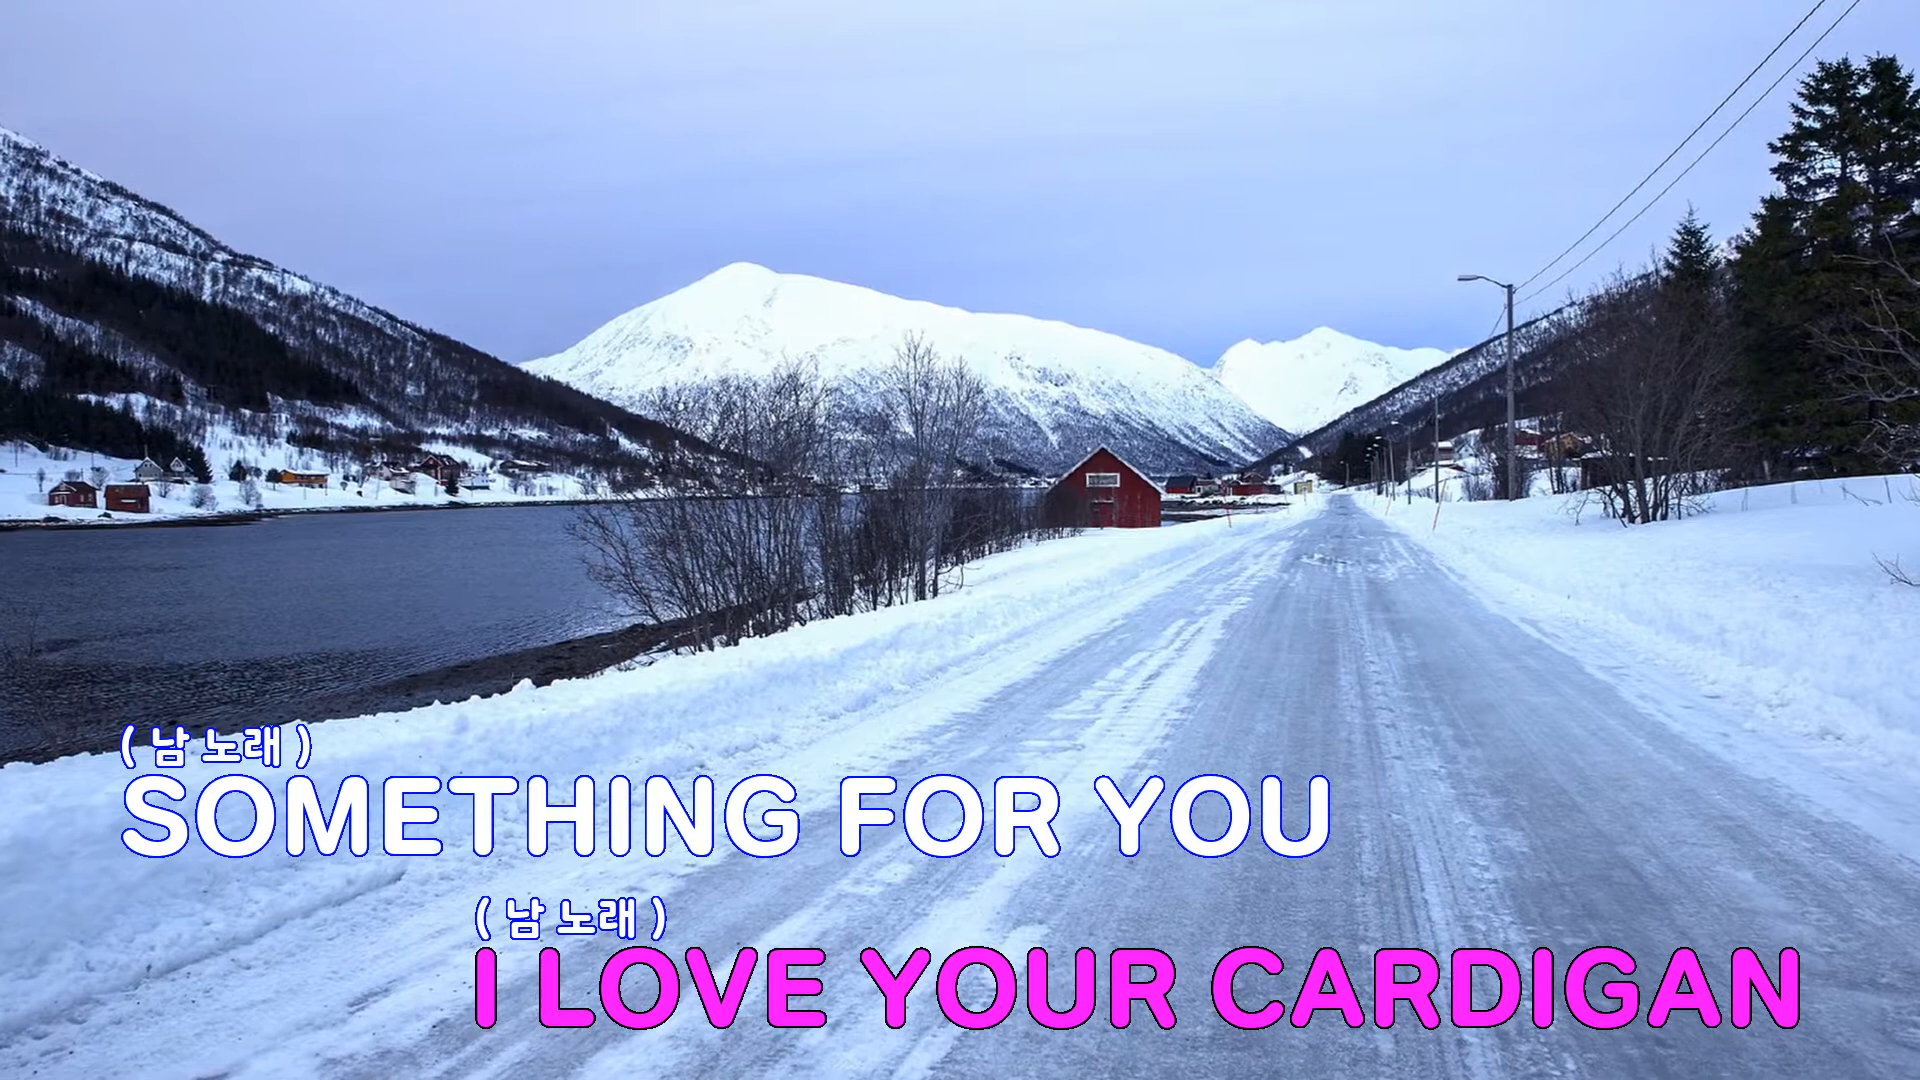 ( 남 노래 )
SOMETHING FOR YOU
( 남 노래 )
I LOVE YOUR CARDIGAN